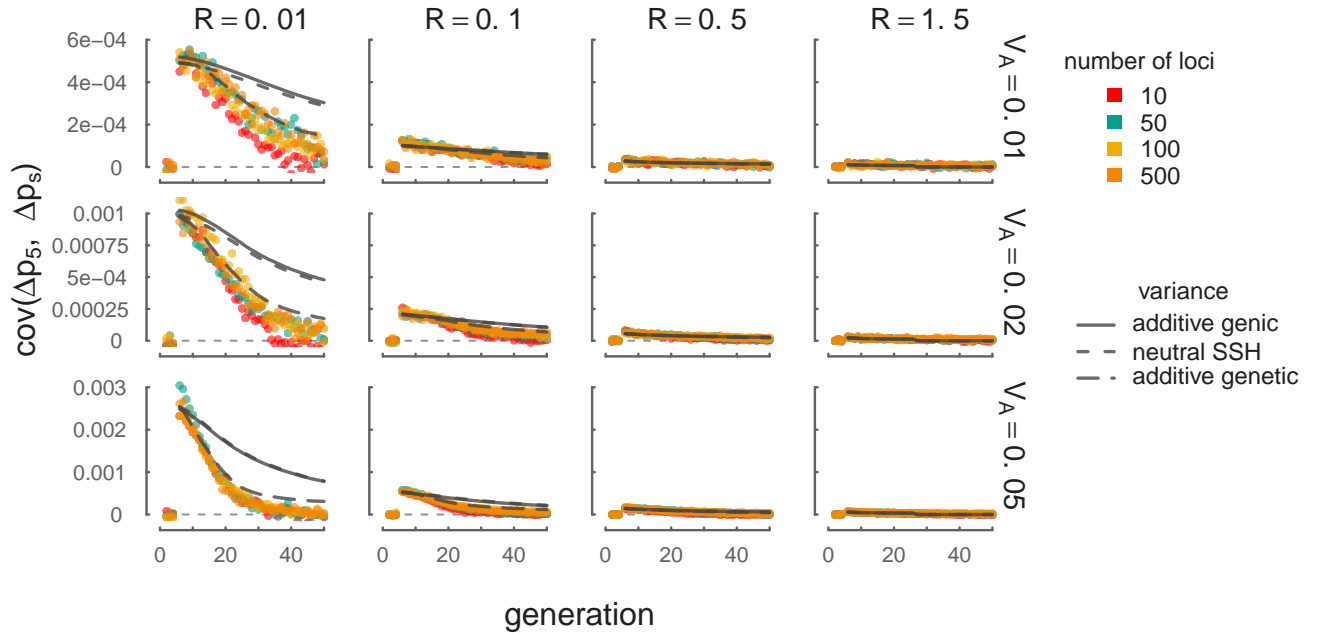 R = 0. 01
R = 0. 1
R = 0. 5
R = 1. 5
6e−04
4e−04
2e−04
0
V_A = 0. 01
0.001
0.00075
5e−04
0.00025
0
V_A = 0. 02
0.003
0.002
0.001
0
V_A = 0. 05
cov(Δp₅, Δpₛ)
0 20 40
0 20 40
0 20 40
0 20 40
generation
number of loci
10
50
100
500
variance
additive genic
neutral SSH
additive genetic